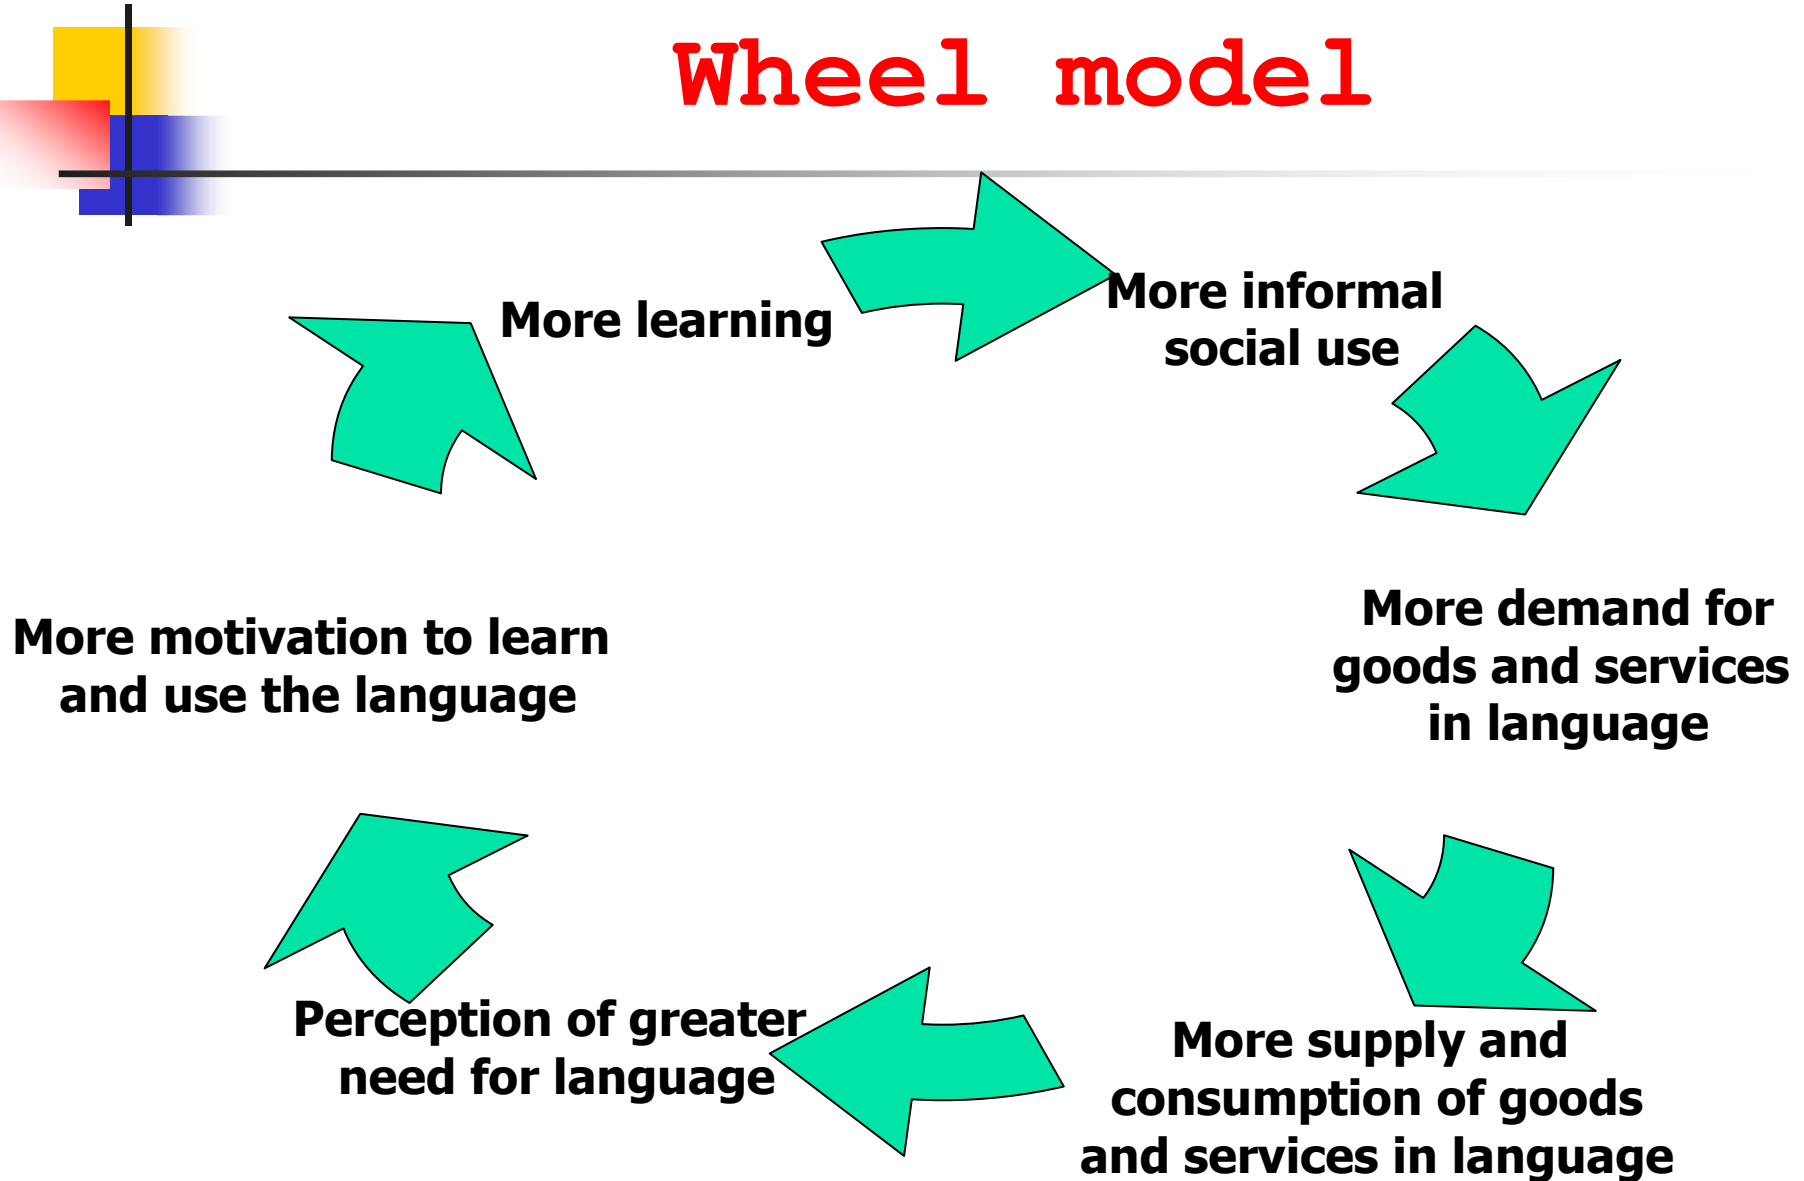 Wheel model
More learning
More informal
social use
More demand for
goods and services
in language
More supply and
consumption of goods
and services in language
Perception of greater
need for language
More motivation to learn
and use the language